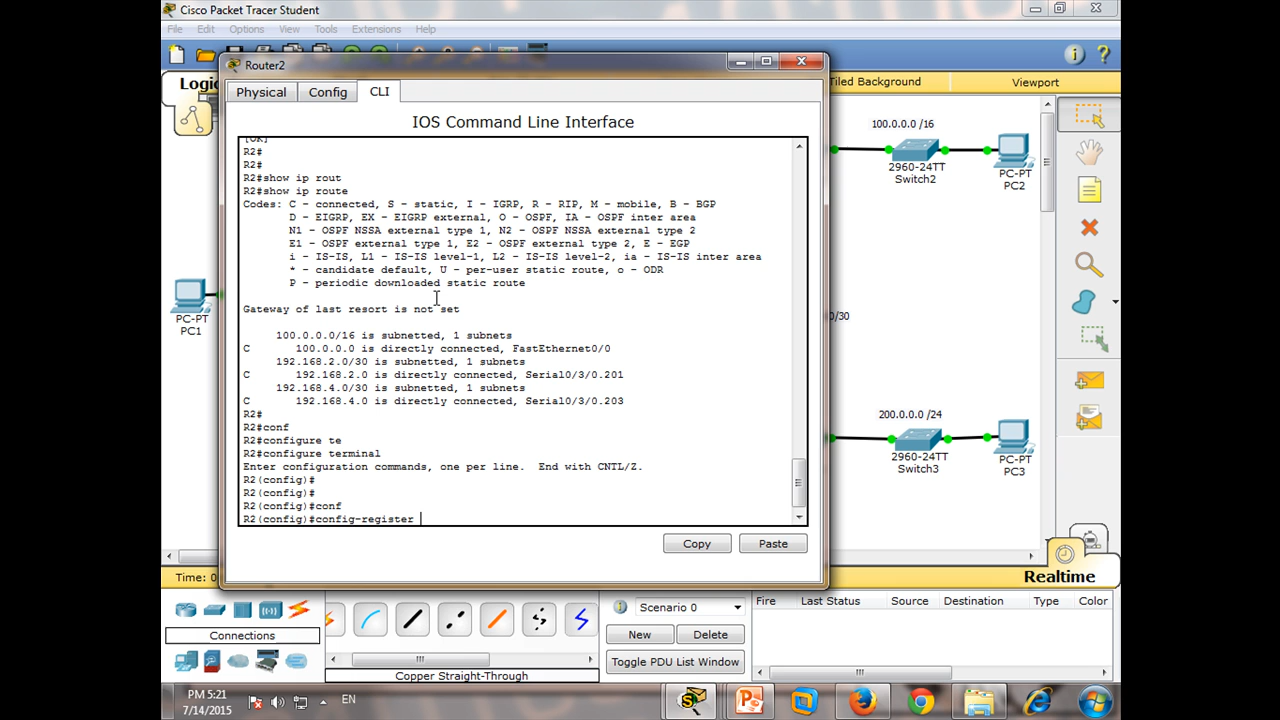 Cisco Packet Tracer Student
File Edit Options View Tools Extensions Help
Router2
Logic
Tiled Background
Viewport
Physical Config CLI
IOS Command Line Interface
[OK]
R2#
R2#
R2#show ip rout
R2#show ip route
Codes: C - connected, S - static, I - IGRP, R - RIP, M - mobile, B - BGP
D - EIGRP, EX - EIGRP external, O - OSPF, IA - OSPF inter area
N1 - OSPF NSSA external type 1, N2 - OSPF NSSA external type 2
E1 - OSPF external type 1, E2 - OSPF external type 2, E - EGP
i - IS-IS, L1 - IS-IS level-1, L2 - IS-IS level-2, ia - IS-IS inter area
* - candidate default, U - per-user static route, o - ODR
P - periodic downloaded static route
Gateway of last resort is not set
100.0.0.0/16 is subnetted, 1 subnets
C 100.0.0.0 is directly connected, FastEthernet0/0
192.168.2.0/30 is subnetted, 1 subnets
C 192.168.2.0 is directly connected, Serial0/3/0.201
192.168.4.0/30 is subnetted, 1 subnets
C 192.168.4.0 is directly connected, Serial0/3/0.203
R2#
R2#conf
R2#configure te
R2#configure terminal
Enter configuration commands, one per line. End with CNTL/Z.
R2(config)#
R2(config)#
R2(config)#conf
R2(config)#config-register
Copy
Paste
100.0.0.0 /16
2960-24TT
Switch2
PC-PT
PC2
PC-PT
PC1
0/30
200.0.0.0 /24
2960-24TT
Switch3
PC-PT
PC3
Time: 0
Realtime
Connections
Copper Straight-Through
Scenario 0
New
Delete
Toggle PDU List Window
Fire Last Status Source Destination Type Color
PM 5:21
7/14/2015
EN